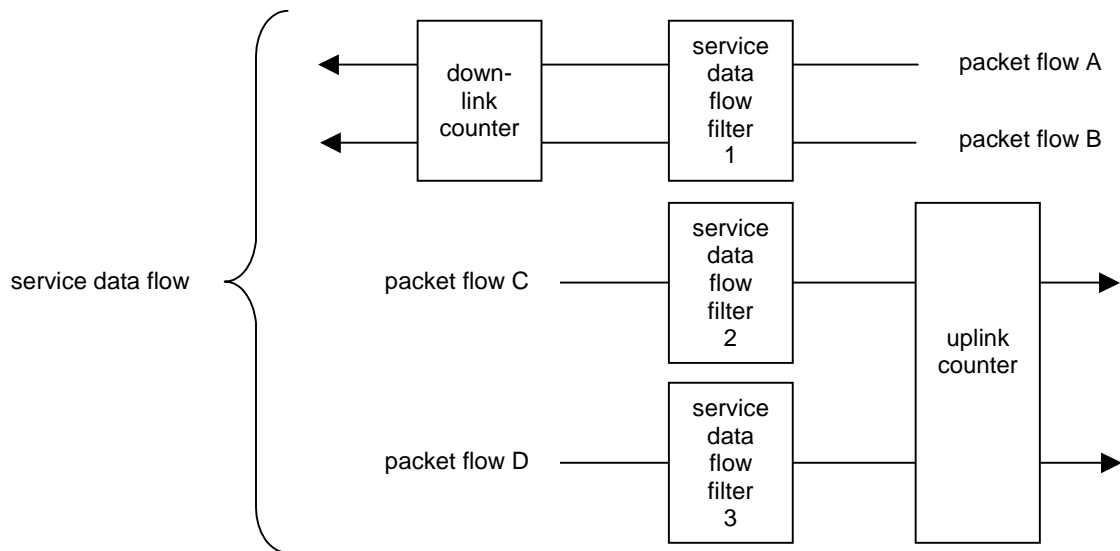 service data flow
down-
link
counter
service
data
flow
filter
1
packet flow A
packet flow B
packet flow C
service
data
flow
filter
2
uplink
counter
packet flow D
service
data
flow
filter
3